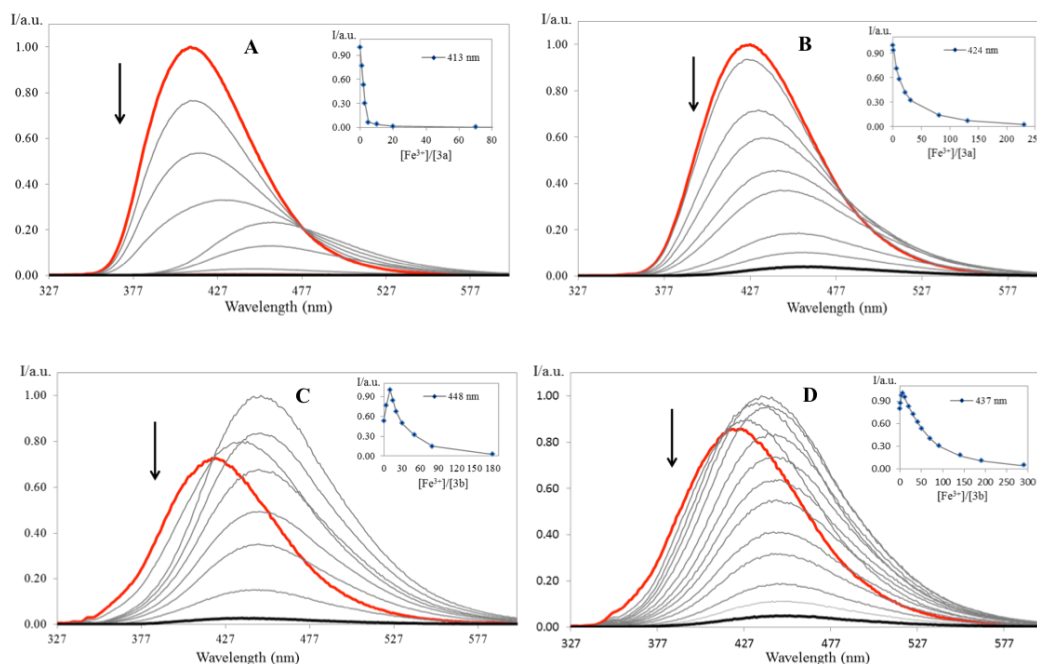 I/a.u.
A
1.00
0.80
0.60
0.40
0.20
0.00
327 377 427 477 527 577
Wavelength (nm)
I/a.u.
0.90
0.60
0.30
0.00
413 nm
0 20 40 60 80
[Fe³⁺]/[3a]
I/a.u.
B
1.00
0.80
0.60
0.40
0.20
0.00
327 377 427 477 527 577
Wavelength (nm)
I/a.u.
0.90
0.60
0.30
0.00
424 nm
0 50 100 150 200 250
[Fe³⁺]/[3a]
I/a.u.
C
1.00
0.80
0.60
0.40
0.20
0.00
327 377 427 477 527 577
Wavelength (nm)
I/a.u.
0.90
0.60
0.30
0.00
448 nm
0 30 60 90 120 150 180
[Fe³⁺]/[3b]
I/a.u.
D
1.00
0.80
0.60
0.40
0.20
0.00
327 377 427 477 527 577
Wavelength (nm)
I/a.u.
0.90
0.60
0.30
0.00
437 nm
0 50 100 150 200 250 300
[Fe³⁺]/[3b]